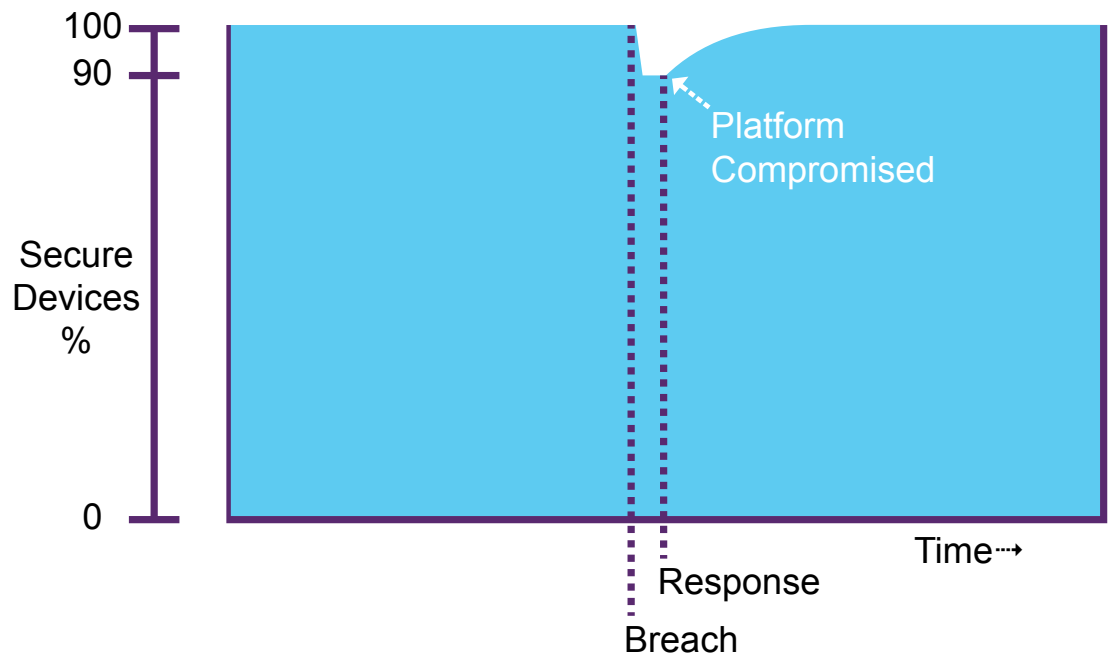 100
90
Platform
Compromised
Secure
Devices
%
0
Time
Response
Breach